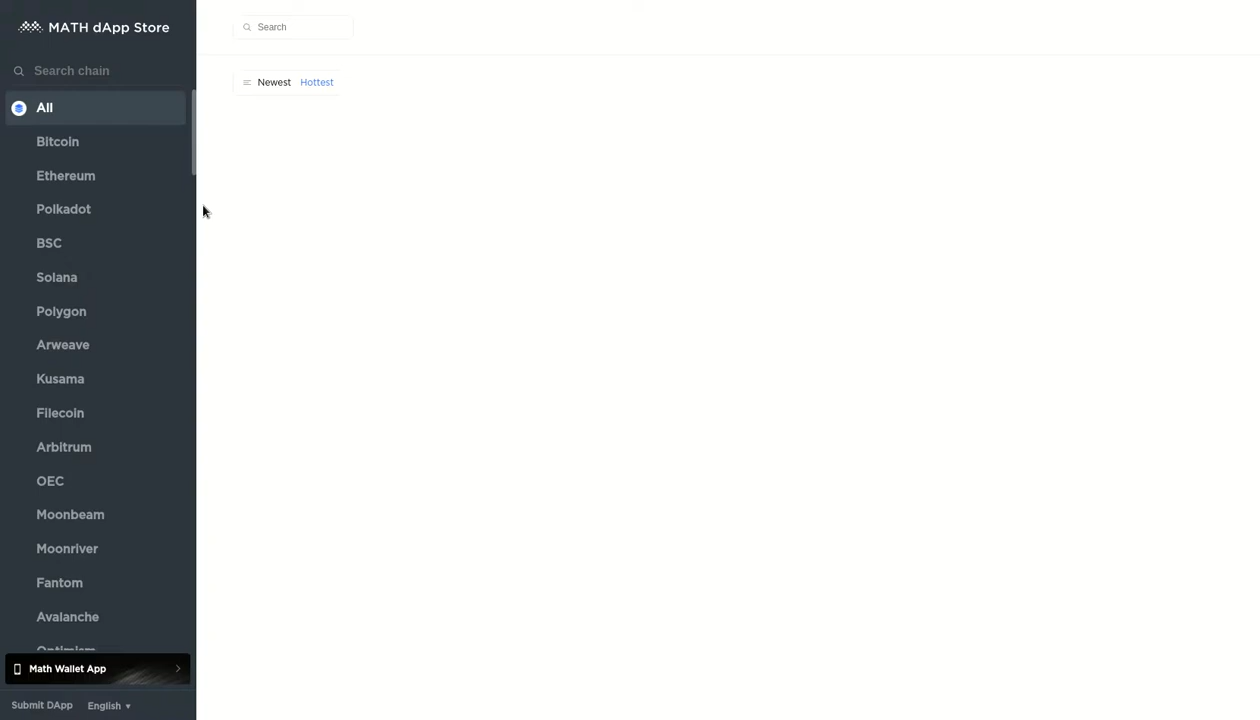 MATH dApp Store
Search chain
All
Bitcoin
Ethereum
Polkadot
BSC
Solana
Polygon
Arweave
Kusama
Filecoin
Arbitrum
OEC
Moonbeam
Moonriver
Fantom
Avalanche
Optimism
Math Wallet App
Submit DApp English
Search
Newest Hottest